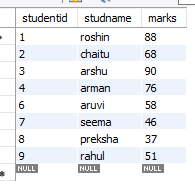 studentid studname marks
1 roshin 88
2 chaitu 68
3 arshu 90
4 arman 76
6 aruvi 58
7 seema 46
8 preksha 37
9 rahul 51
NULL NULL NULL